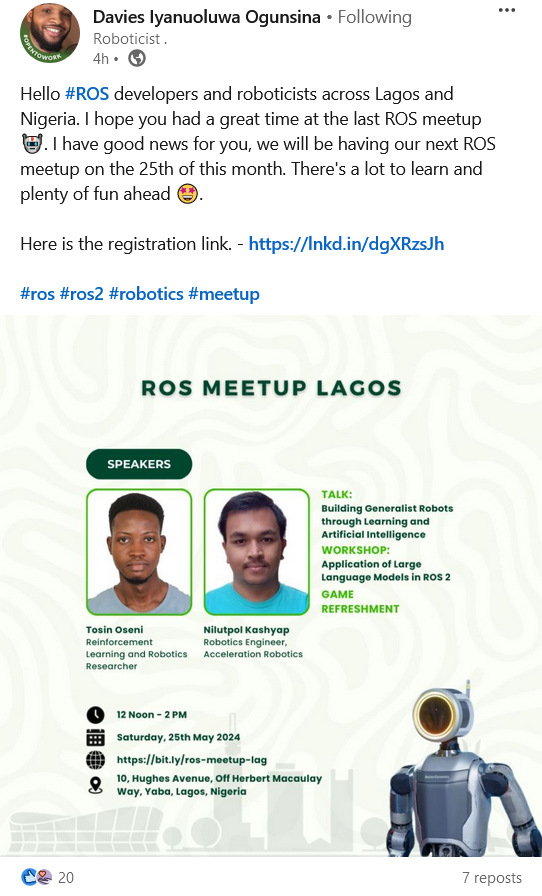 Davies Iyanuoluwa Ogunsina • Following
Roboticist .
4h •
#OPENTOWORK
Hello #ROS developers and roboticists across Lagos and
Nigeria. I hope you had a great time at the last ROS meetup
🤖. I have good news for you, we will be having our next ROS
meetup on the 25th of this month. There's a lot to learn and
plenty of fun ahead 🤩.
Here is the registration link. - https://lnkd.in/dgXRzsJh
#ros #ros2 #robotics #meetup
ROS MEETUP LAGOS
SPEAKERS
Tosin Oseni
Reinforcement
Learning and Robotics
Researcher
Nilutpol Kashyap
Robotics Engineer,
Acceleration Robotics
TALK:
Building Generalist Robots
through Learning and
Artificial Intelligence
WORKSHOP:
Application of Large
Language Models in ROS 2
GAME
REFRESHMENT
12 Noon - 2 PM
Saturday, 25th May 2024
https://bit.ly/ros-meetup-lag
10, Hughes Avenue, Off Herbert Macaulay
Way, Yaba, Lagos, Nigeria
20
7 reposts